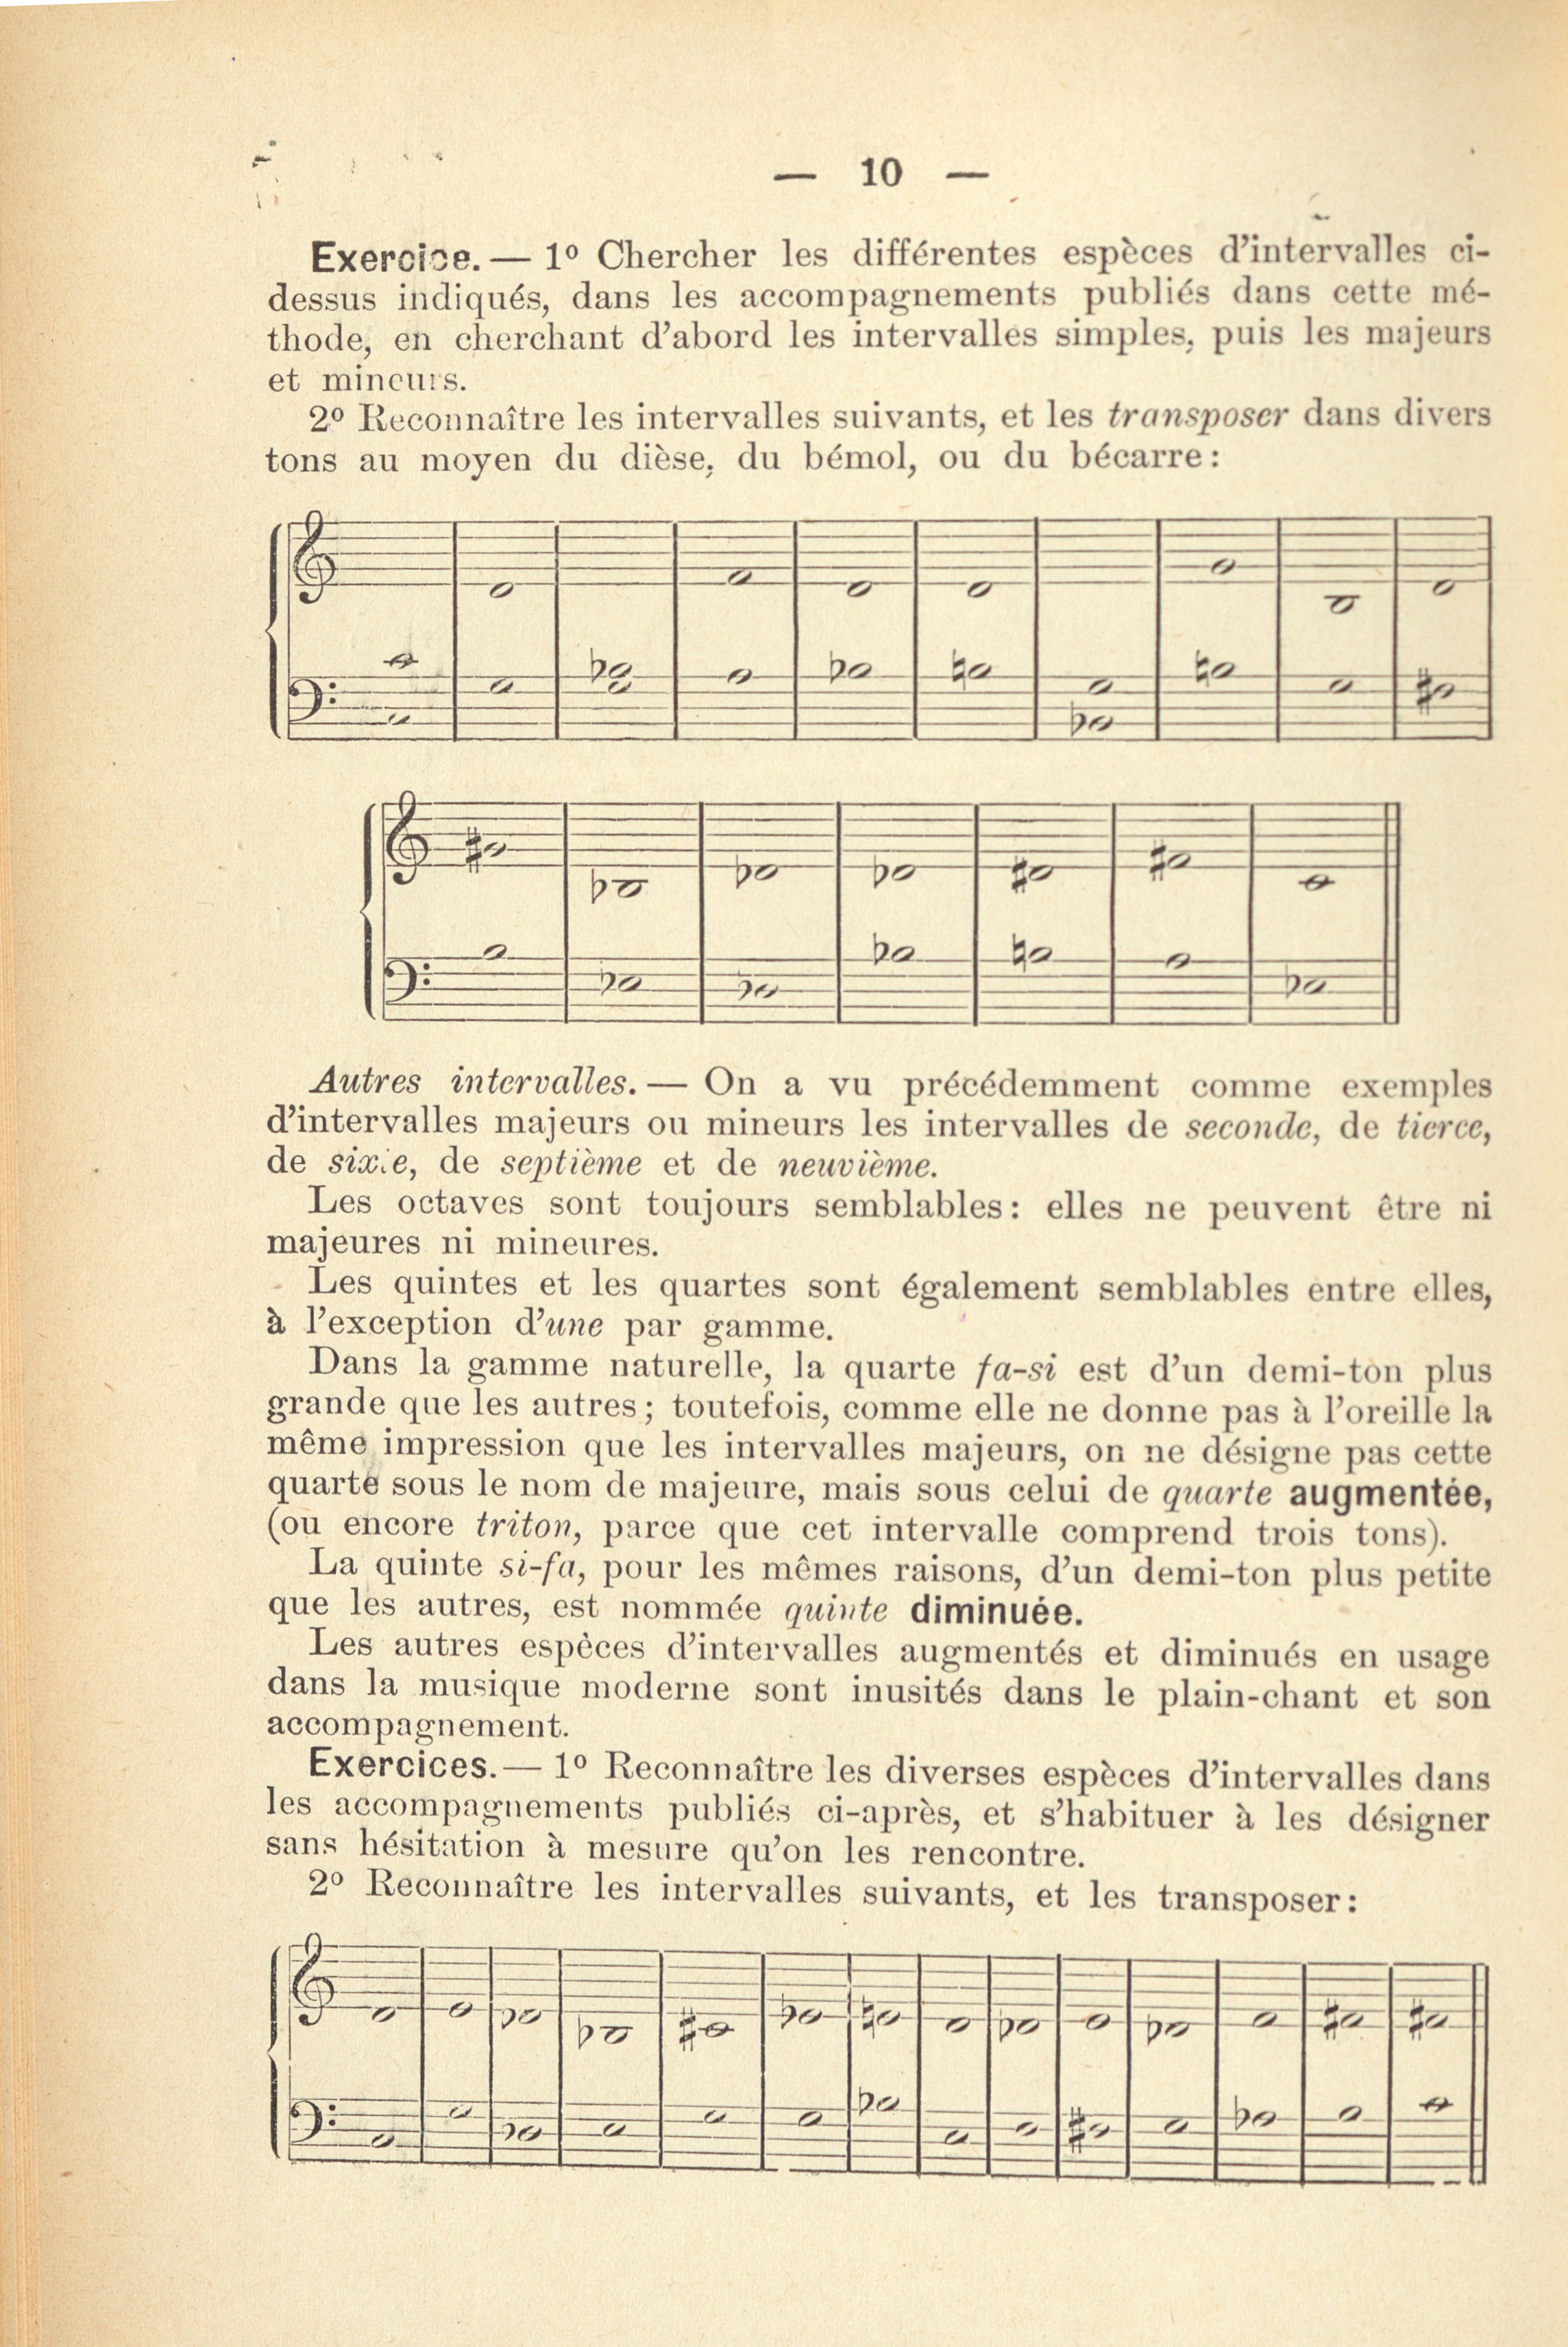 — 10 —
Exercice. — 1º Chercher les différentes espèces d'intervalles ci-
dessus indiqués, dans les accompagnements publiés dans cette mé-
thode, en cherchant d'abord les intervalles simples, puis les majeurs
et mineurs.
2º Reconnaître les intervalles suivants, et les transposer dans divers
tons au moyen du dièse, du bémol, ou du bécarre :
Autres intervalles. — On a vu précédemment comme exemples
d'intervalles majeurs ou mineurs les intervalles de seconde, de tierce,
de sixte, de septième et de neuvième.
Les octaves sont toujours semblables : elles ne peuvent être ni
majeures ni mineures.
Les quintes et les quartes sont également semblables entre elles,
à l'exception d'une par gamme.
Dans la gamme naturelle, la quarte fa-si est d'un demi-ton plus
grande que les autres ; toutefois, comme elle ne donne pas à l'oreille la
même impression que les intervalles majeurs, on ne désigne pas cette
quarte sous le nom de majeure, mais sous celui de quarte augmentée,
(ou encore triton, parce que cet intervalle comprend trois tons).
La quinte si-fa, pour les mêmes raisons, d'un demi-ton plus petite
que les autres, est nommée quinte diminuée.
Les autres espèces d'intervalles augmentés et diminués en usage
dans la musique moderne sont inusités dans le plain-chant et son
accompagnement.
Exercices. — 1º Reconnaître les diverses espèces d'intervalles dans
les accompagnements publiés ci-après, et s'habituer à les désigner
sans hésitation à mesure qu'on les rencontre.
2º Reconnaître les intervalles suivants, et les transposer :